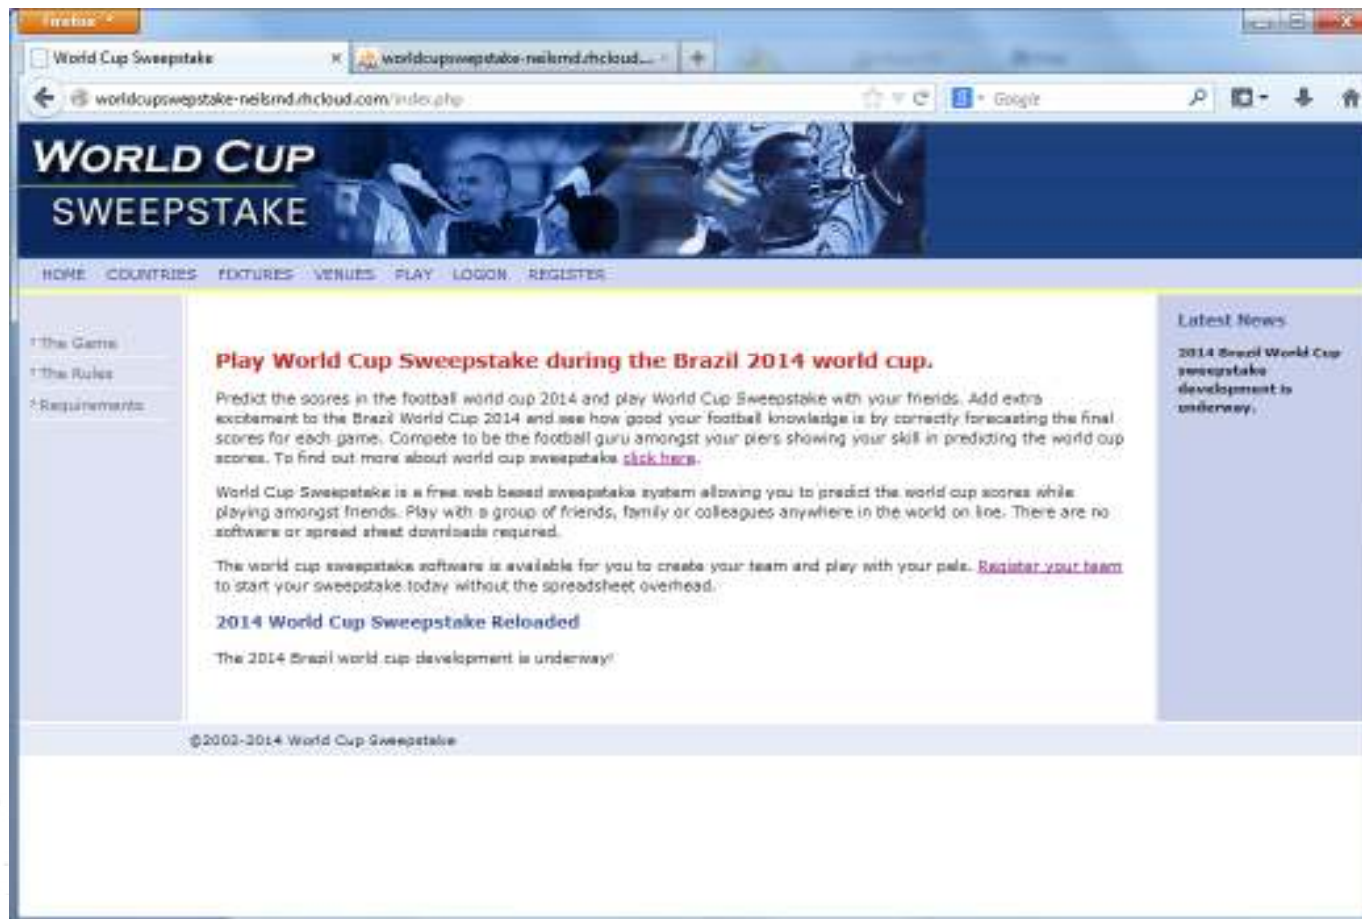 Firefox
World Cup Sweepstake
worldcupswepstake-neilsmd.rhcloud....
worldcupswepstake-neilsmd.rhcloud.com/index.php
Google
WORLD CUP
SWEEPSTAKE
HOME COUNTRIES FIXTURES VENUES PLAY LOGON REGISTER
The Game
The Rules
Requirements
Play World Cup Sweepstake during the Brazil 2014 world cup.
Predict the scores in the football world cup 2014 and play World Cup Sweepstake with your friends. Add extra
excitement to the Brazil World Cup 2014 and see how good your football knowledge is by correctly forecasting the final
scores for each game. Compete to be the football guru amongst your piers showing your skill in predicting the world cup
scores. To find out more about world cup sweepstake click here.
World Cup Sweepstake is a free web based sweepstake system allowing you to predict the world cup scores while
playing amongst friends. Play with a group of friends, family or colleagues anywhere in the world on line. There are no
software or spread sheet downloads required.
The world cup sweepstake software is available for you to create your team and play with your pals. Register your team
to start your sweepstake today without the spreadsheet overhead.
2014 World Cup Sweepstake Reloaded
The 2014 Brazil world cup development is underway!
Latest News
2014 Brazil World Cup
sweepstake
development is
underway.
©2002-2014 World Cup Sweepstake